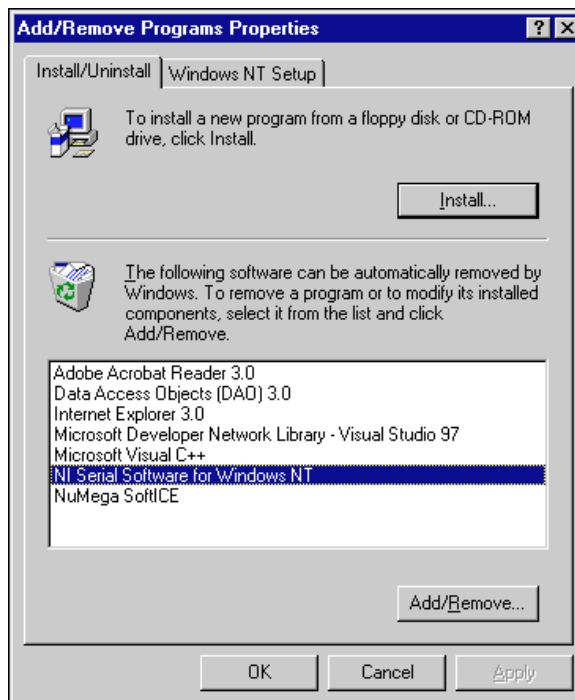 Add/Remove Programs Properties
Install/Uninstall
Windows NT Setup
To install a new program from a floppy disk or CD-ROM
drive, click Install.
Install...
The following software can be automatically removed by
Windows. To remove a program or to modify its installed
components, select it from the list and click
Add/Remove.
Adobe Acrobat Reader 3.0
Data Access Objects (DAO) 3.0
Internet Explorer 3.0
Microsoft Developer Network Library - Visual Studio 97
Microsoft Visual C++
NI Serial Software for Windows NT
NuMega SoftICE
Add/Remove...
OK
Cancel
Apply